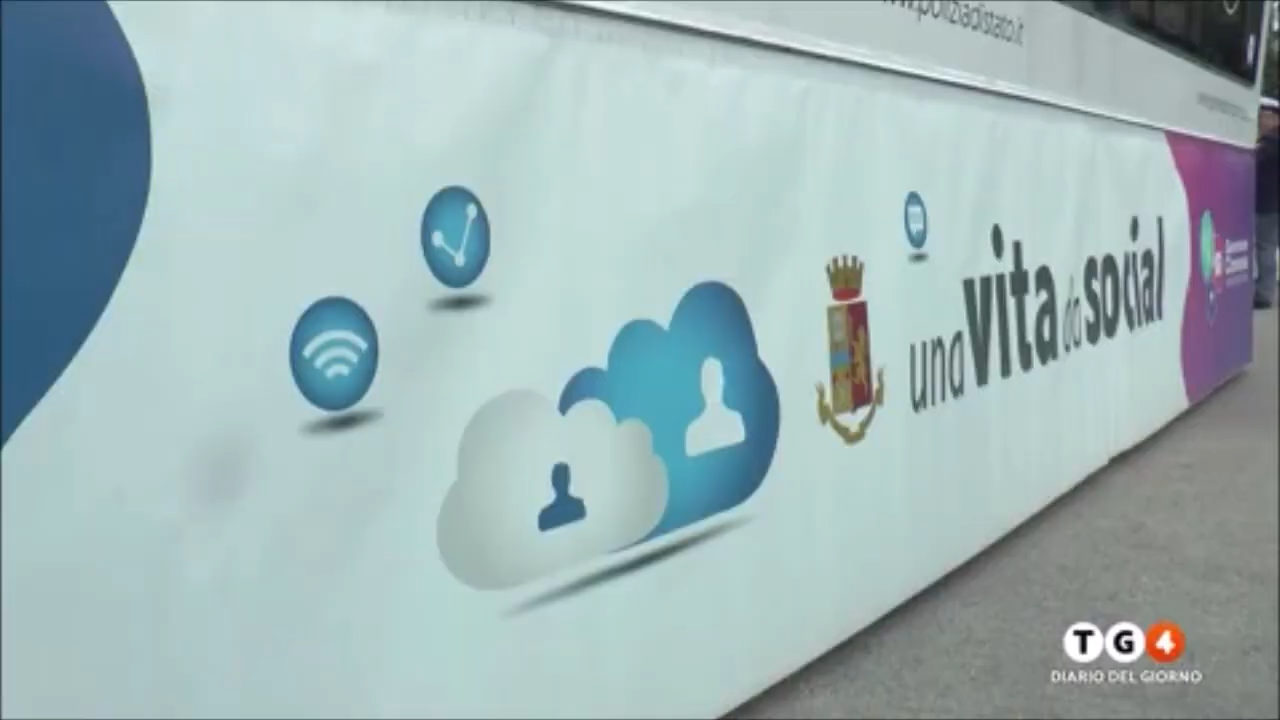 www.poliziadistato.it
una vita da social
TG4
DIARIO DEL GIORNO